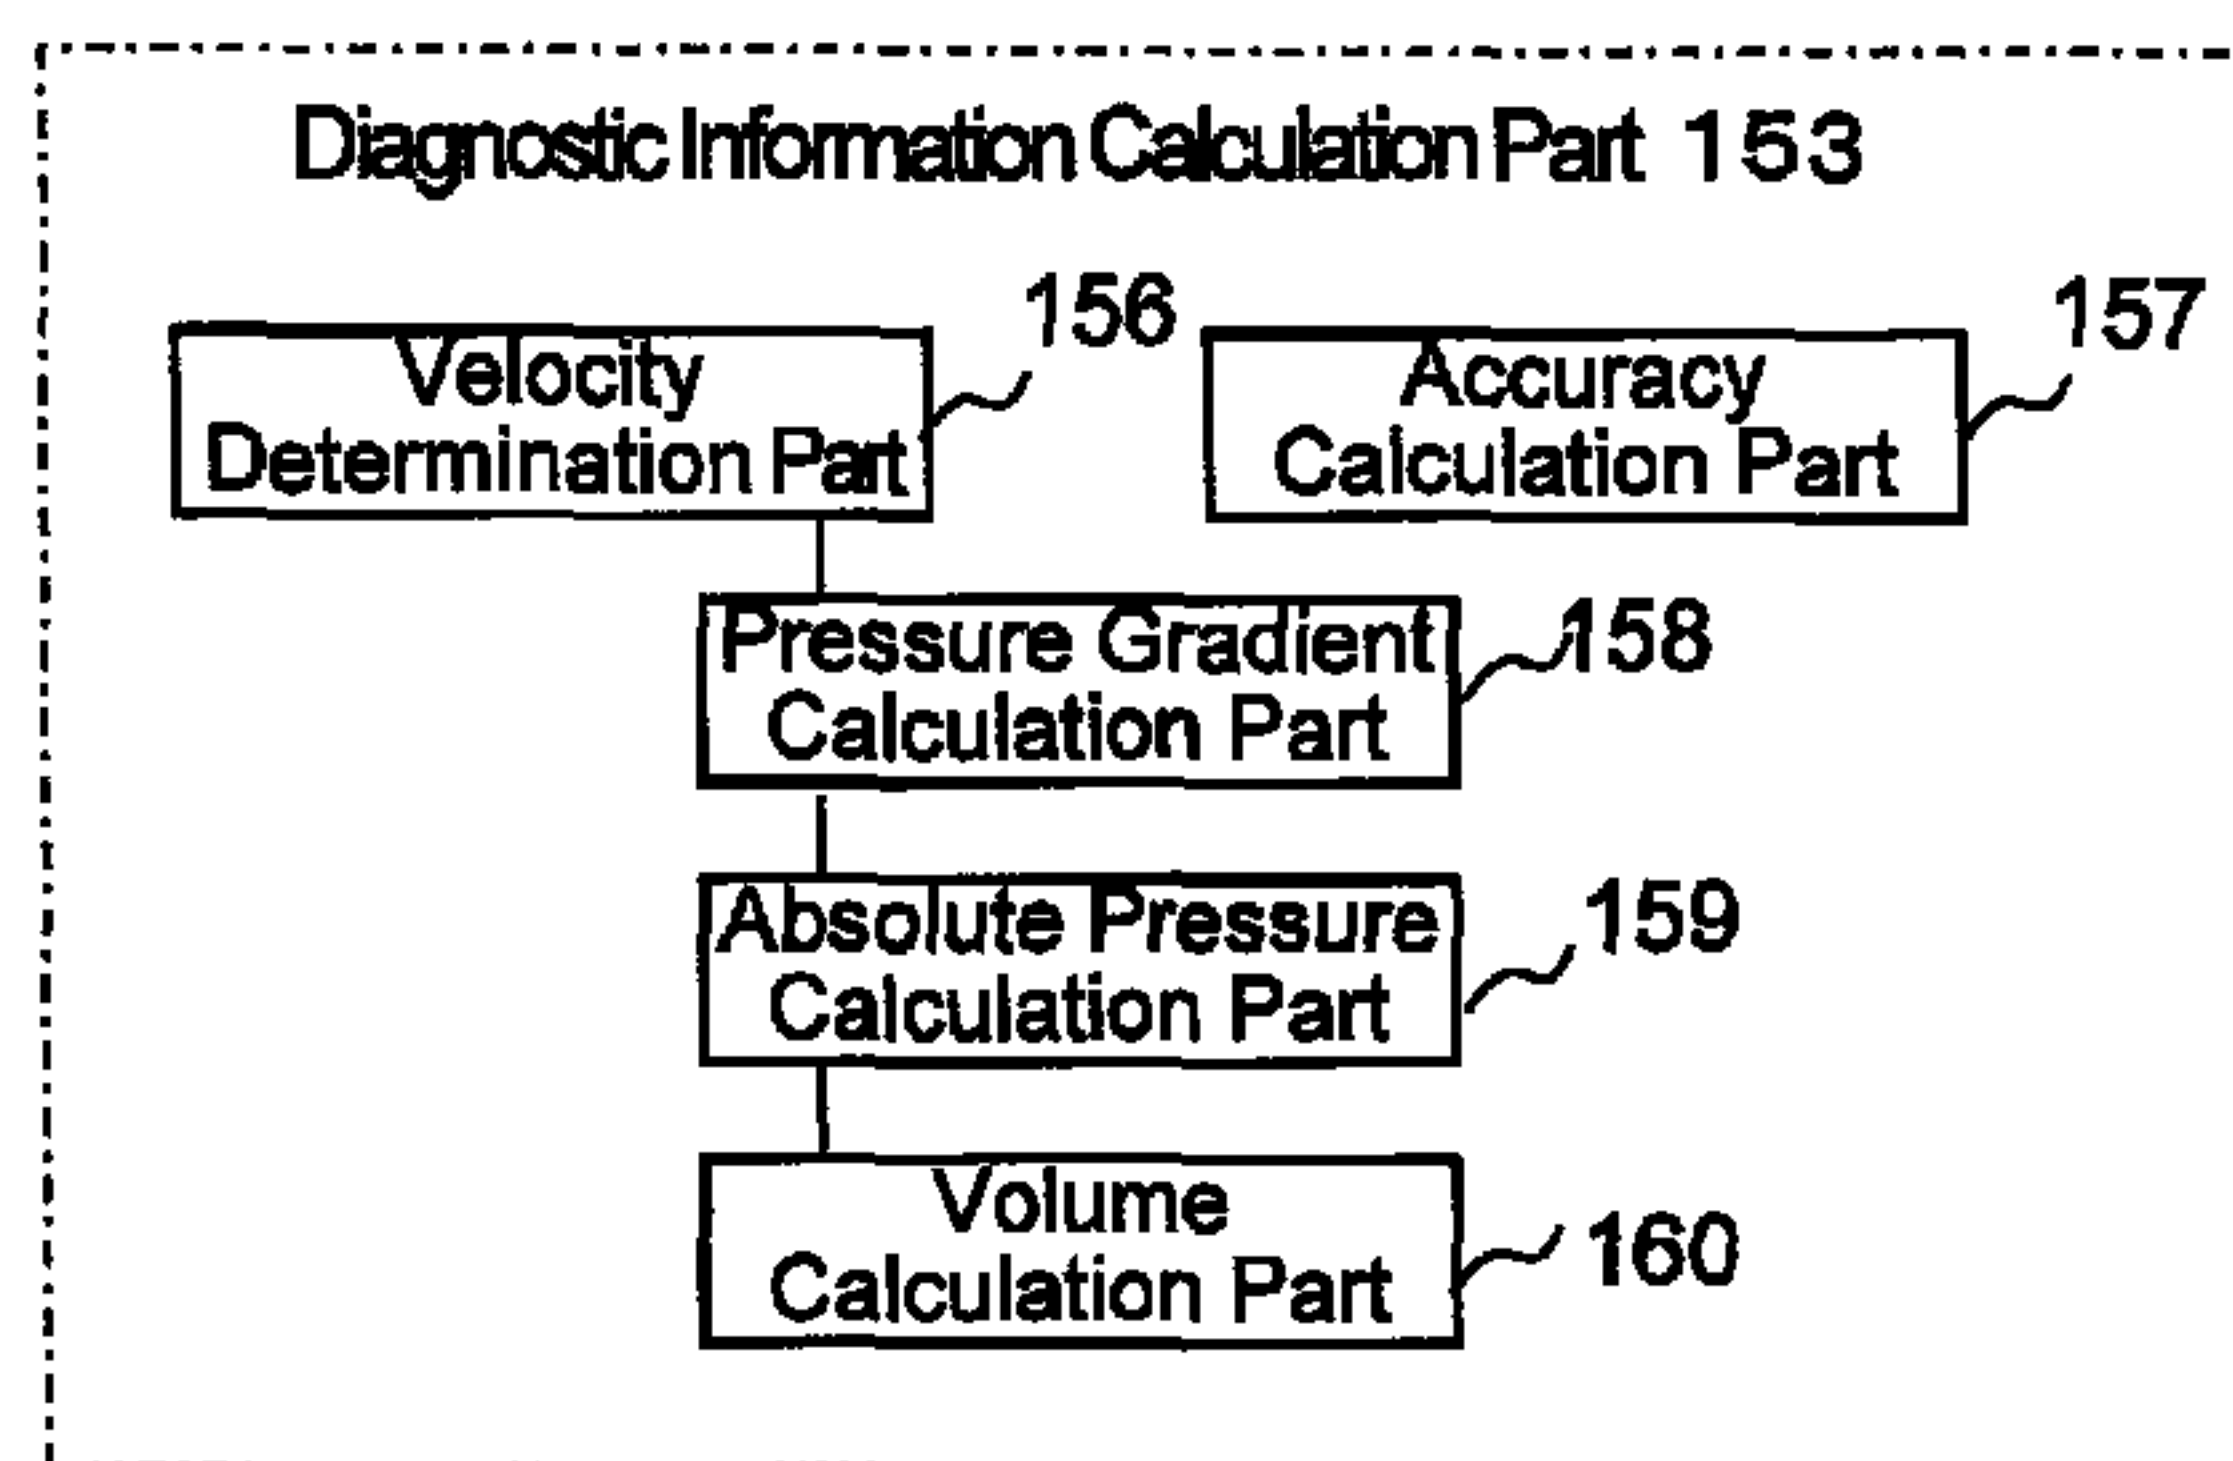 Diagnostic Information Calculation Part 153
156
157
Velocity
Determination Part
Accuracy
Calculation Part
158
Pressure Gradient
Calculation Part
159
Absolute Pressure
Calculation Part
160
Volume
Calculation Part